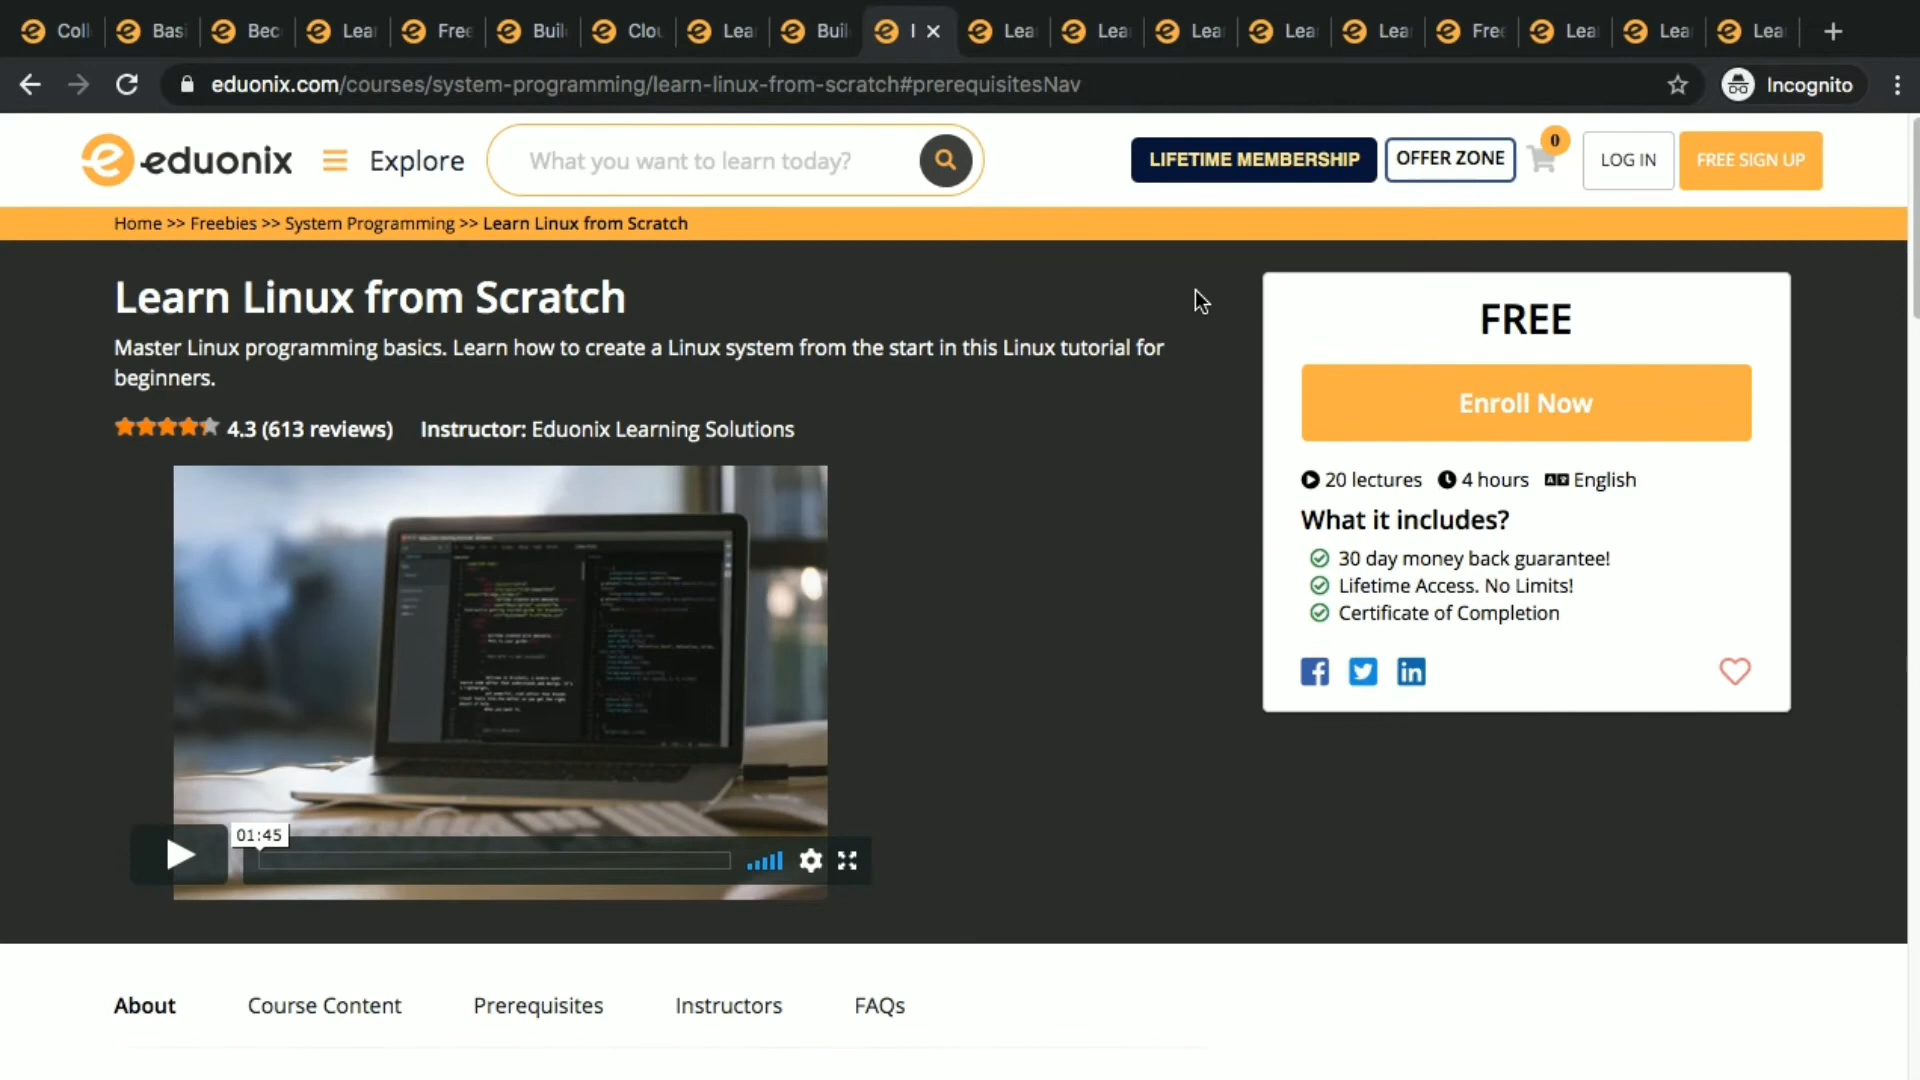 Coll
Basi
Bec
Lear
Free
Buil
Clou
Lea
Buil
Lea
Lea
Lea
Lea
Lea
Free
Lea
Lea
Lea
eduonix.com/courses/system-programming/learn-linux-from-scratch#prerequisitesNav
Incognito
eduonix
Explore
What you want to learn today?
LIFETIME MEMBERSHIP
OFFER ZONE
0
LOG IN
FREE SIGN UP
Home >> Freebies >> System Programming >> Learn Linux from Scratch
Learn Linux from Scratch
Master Linux programming basics. Learn how to create a Linux system from the start in this Linux tutorial for
beginners.
4.3 (613 reviews) Instructor: Eduonix Learning Solutions
01:45
FREE
Enroll Now
20 lectures 4 hours English
What it includes?
30 day money back guarantee!
Lifetime Access. No Limits!
Certificate of Completion
About Course Content Prerequisites Instructors FAQs